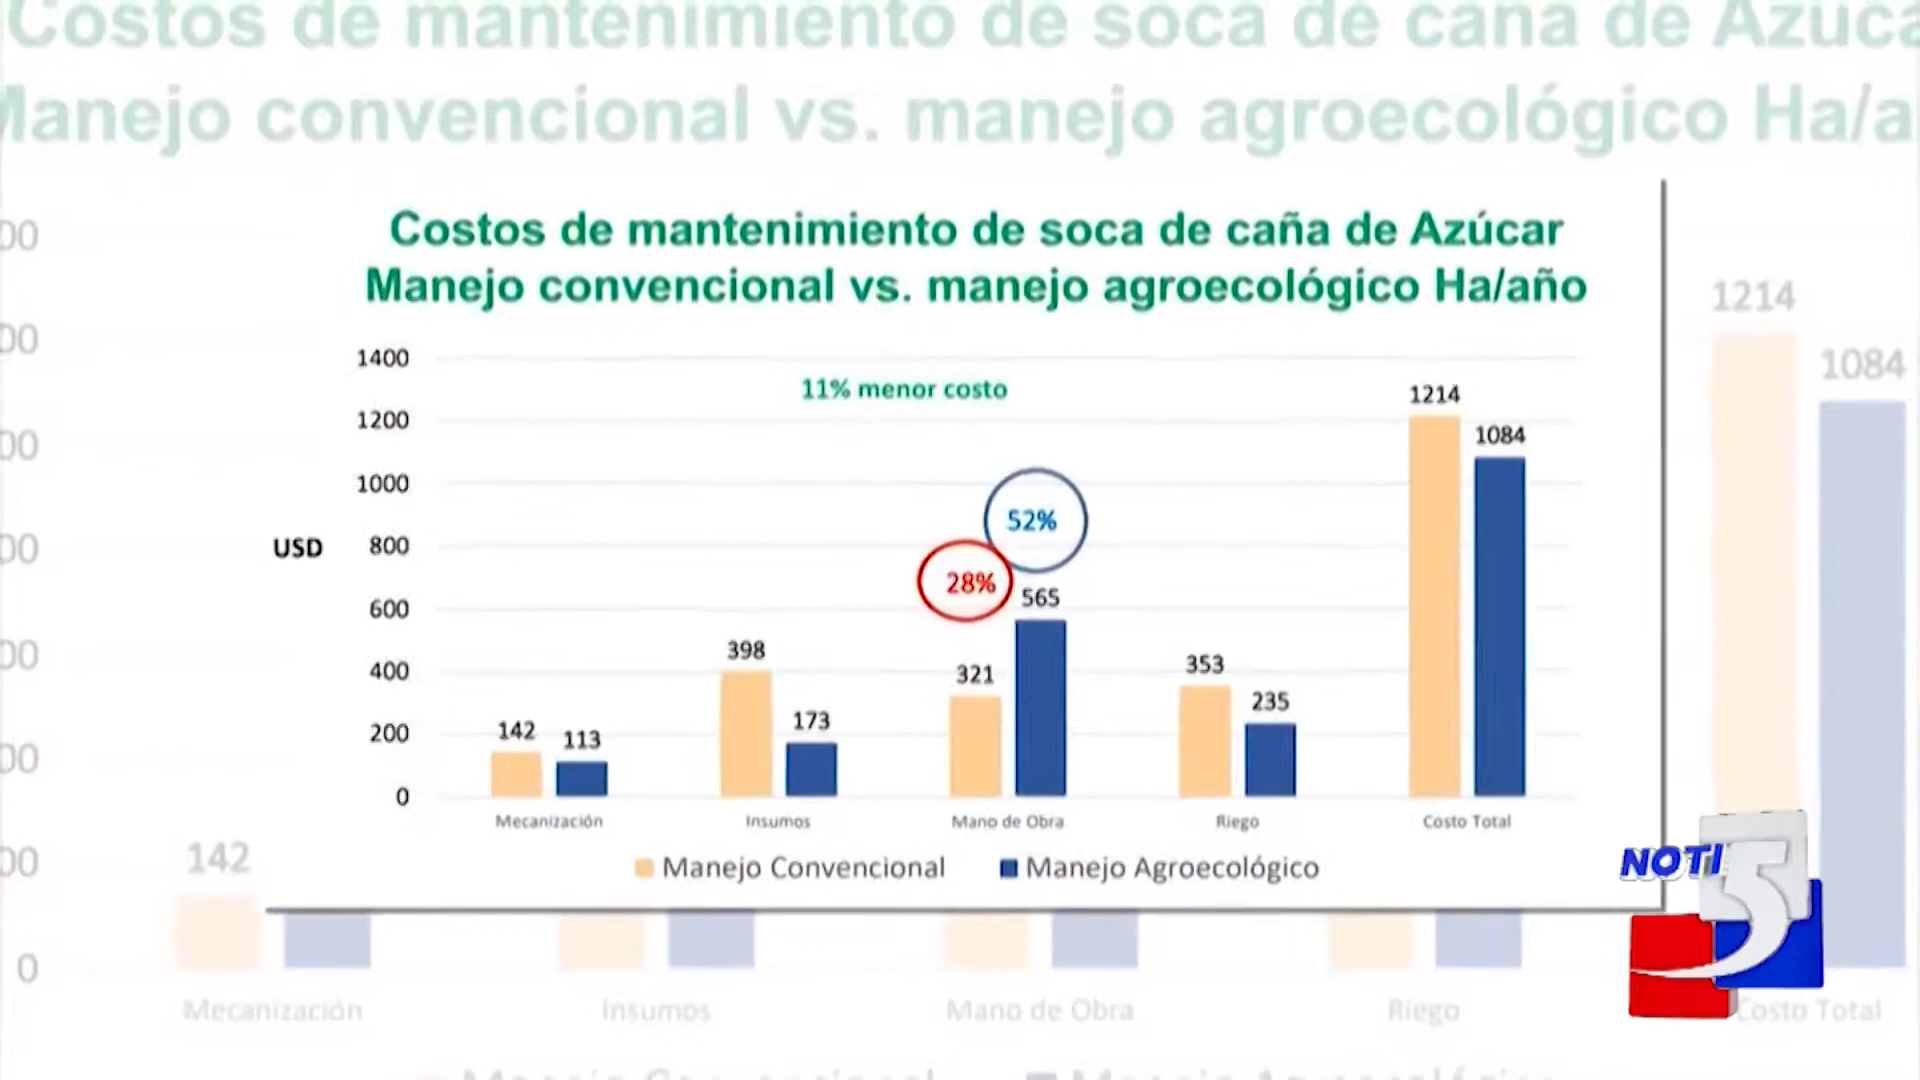 Costos de mantenimiento de soca de caña de Azúca
Manejo convencional vs. manejo agroecológico Ha/a
Costos de mantenimiento de soca de caña de Azúcar
Manejo convencional vs. manejo agroecológico Ha/año
1400
11% menor costo
1200
1000
USD
800
600
400
200
0
52%
28%
142
113
398
173
321
565
353
235
1214
1084
Mecanización
Insumos
Mano de Obra
Riego
Costo Total
Manejo Convencional
Manejo Agroecológico
1214
1084
142
0
Mecanización
Insumos
Mano de Obra
Riego
Costo Total
NOTI 5